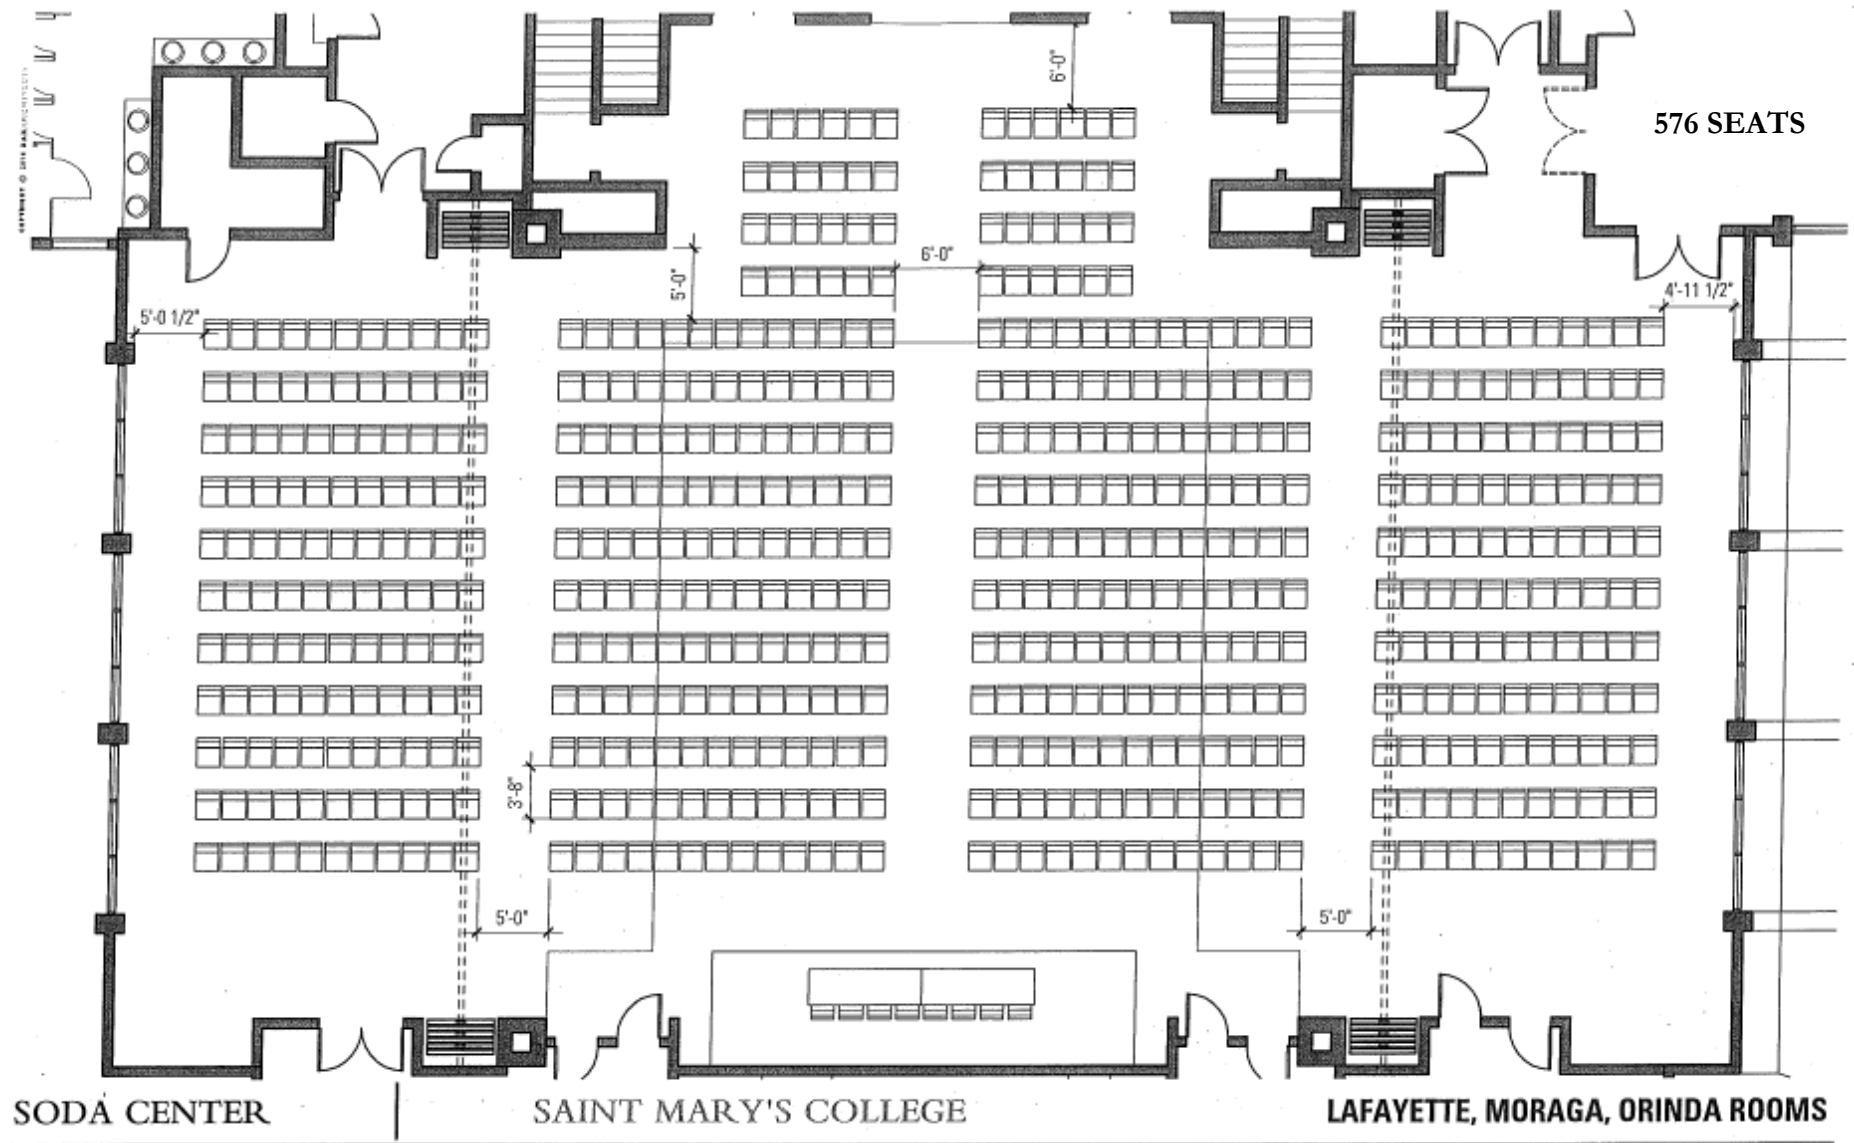 6'-0"
576 SEATS
6'-0"
5'-0"
5'-0 1/2"
4'-11 1/2"
3'-8"
5'-0"
5'-0"
SODA CENTER
SAINT MARY'S COLLEGE
LAFAYETTE, MORAGA, ORINDA ROOMS